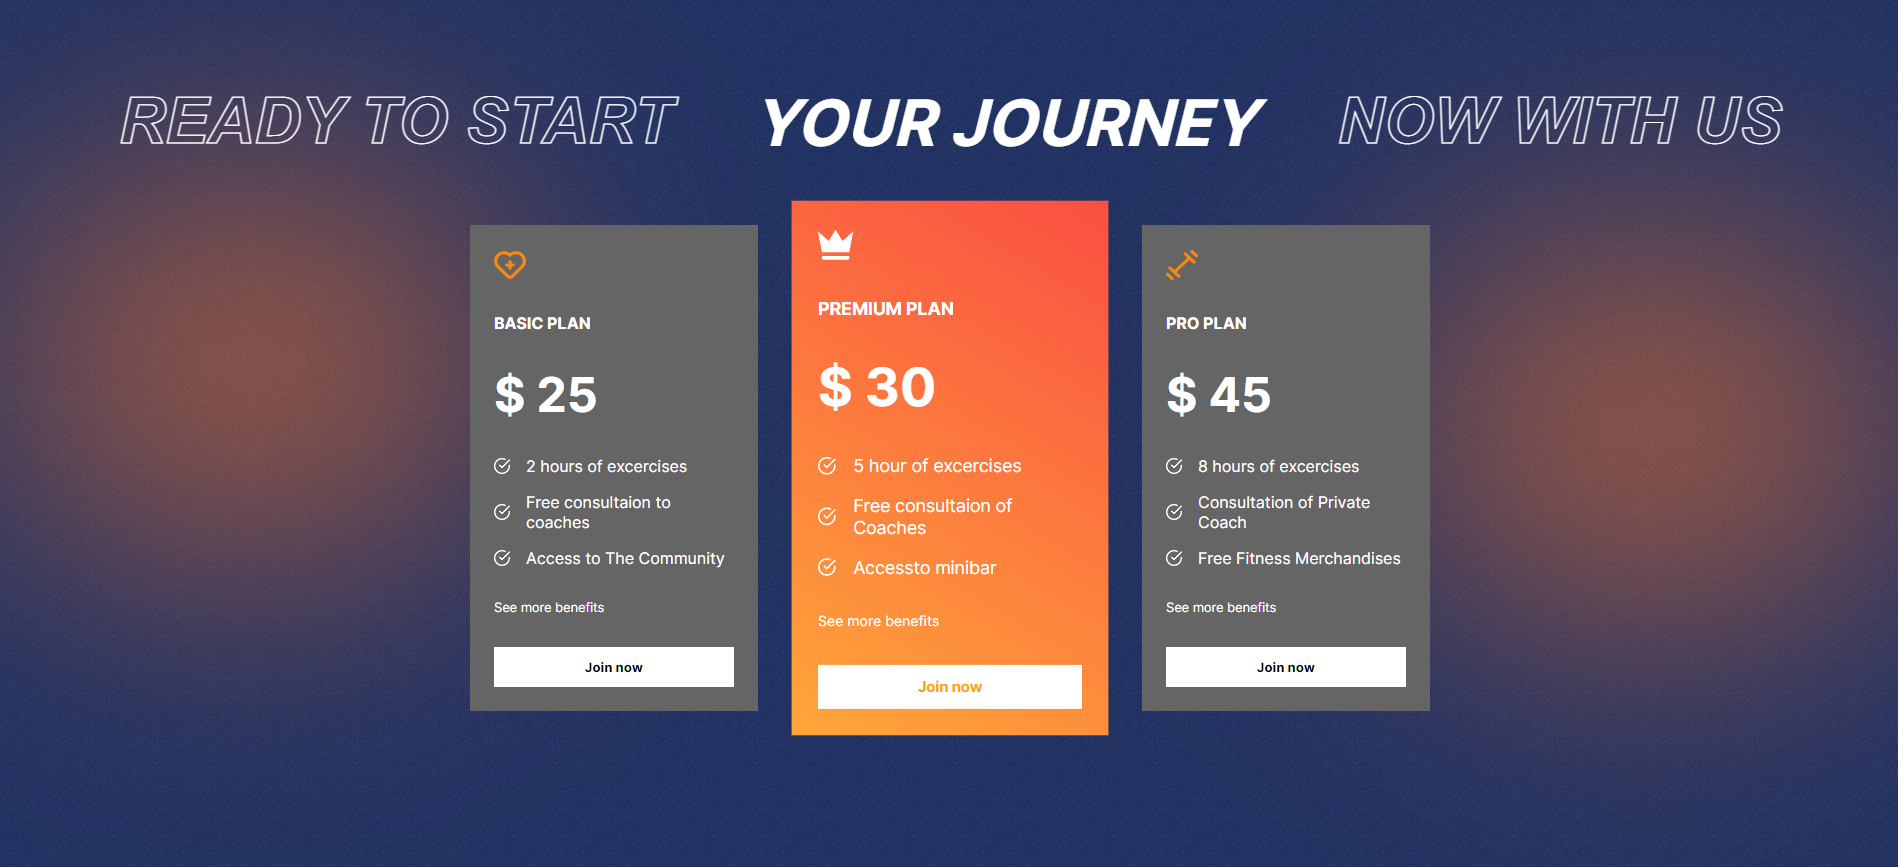 READY TO START YOUR JOURNEY NOW WITH US
BASIC PLAN
$ 25
2 hours of excercises
Free consultaion to
coaches
Access to The Community
See more benefits
Join now
PREMIUM PLAN
$ 30
5 hour of excercises
Free consultaion of
Coaches
Accessto minibar
See more benefits
Join now
PRO PLAN
$ 45
8 hours of excercises
Consultation of Private
Coach
Free Fitness Merchandises
See more benefits
Join now